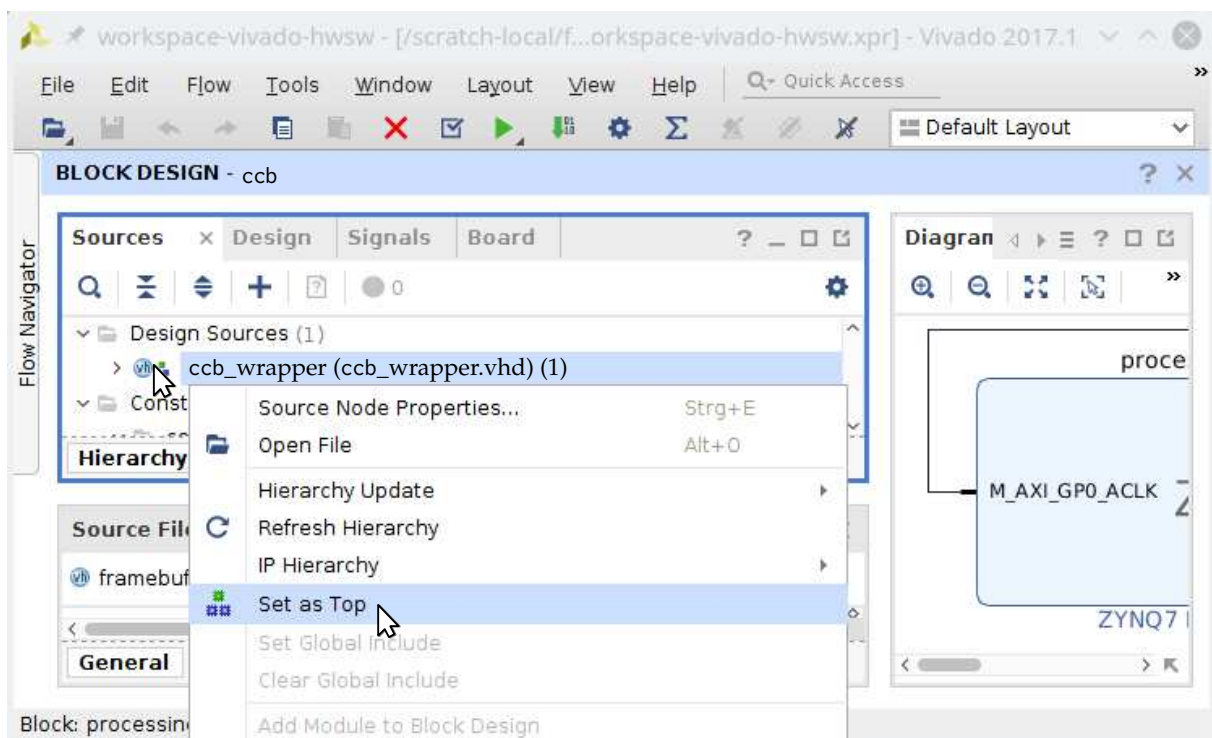 workspace-vivado-hwsw - [/scratch-local/f...orkspace-vivado-hwsw.xpr] - Vivado 2017.1
File Edit Flow Tools Window Layout View Help Quick Access
Default Layout
BLOCK DESIGN - ccb
Flow Navigator
Sources Design Signals Board
0
Design Sources (1)
ccb_wrapper (ccb_wrapper.vhd) (1)
Const
Hierarchy
Source File
framebuf
General
Source Node Properties... Strg+E
Open File Alt+O
Hierarchy Update
Refresh Hierarchy
IP Hierarchy
Set as Top
Set Global Include
Clear Global Include
Add Module to Block Design
Diagran
proce
M_AXI_GP0_ACLK
ZYNQ7
Block: processin